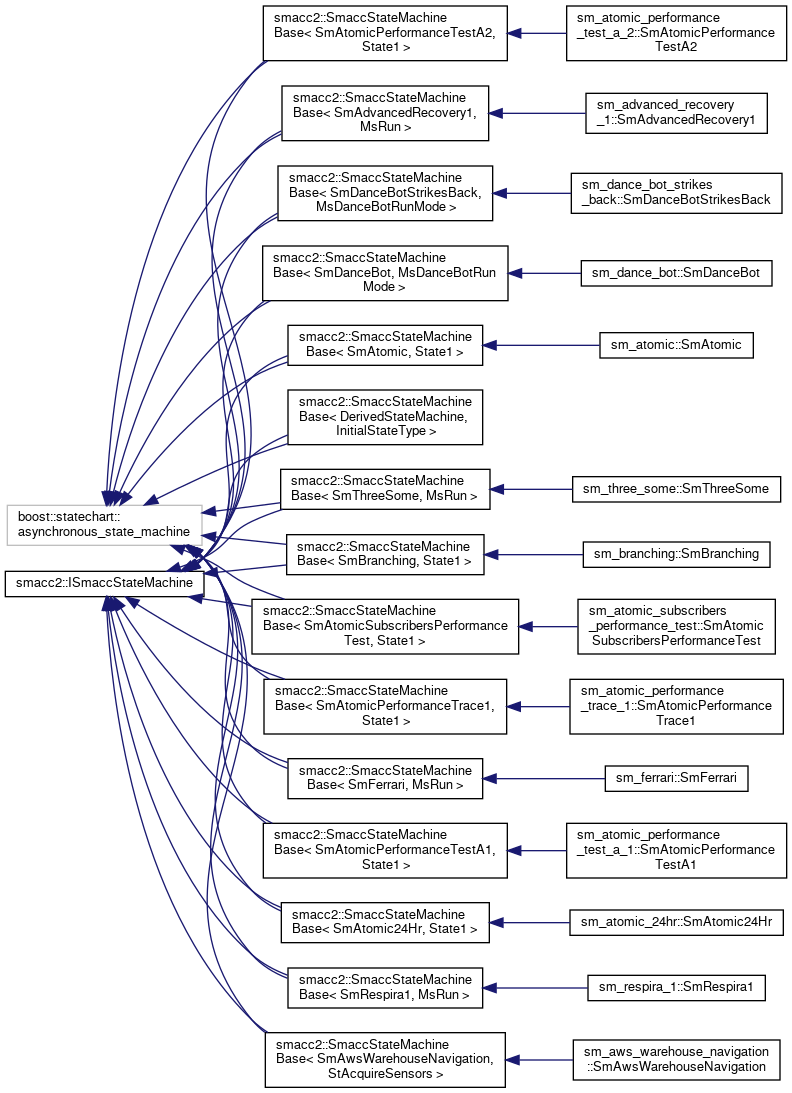 smacc2::SmaccStateMachine
Base< SmAtomicPerformanceTestA2,
State1 >
sm_atomic_performance
_test_a_2::SmAtomicPerformance
TestA2
smacc2::SmaccStateMachine
Base< SmAdvancedRecovery1,
MsRun >
sm_advanced_recovery
_1::SmAdvancedRecovery1
smacc2::SmaccStateMachine
Base< SmDanceBotStrikesBack,
MsDanceBotRunMode >
sm_dance_bot_strikes
_back::SmDanceBotStrikesBack
smacc2::SmaccStateMachine
Base< SmDanceBot, MsDanceBotRun
Mode >
sm_dance_bot::SmDanceBot
smacc2::SmaccStateMachine
Base< SmAtomic, State1 >
sm_atomic::SmAtomic
smacc2::SmaccStateMachine
Base< DerivedStateMachine,
InitialStateType >
smacc2::SmaccStateMachine
Base< SmThreeSome, MsRun >
sm_three_some::SmThreeSome
boost::statechart::
asynchronous_state_machine
smacc2::SmaccStateMachine
Base< SmBranching, State1 >
sm_branching::SmBranching
smacc2::ISmaccStateMachine
smacc2::SmaccStateMachine
Base< SmAtomicSubscribersPerformance
Test, State1 >
sm_atomic_subscribers
_performance_test::SmAtomic
SubscribersPerformanceTest
smacc2::SmaccStateMachine
Base< SmAtomicPerformanceTrace1,
State1 >
sm_atomic_performance
_trace_1::SmAtomicPerformance
Trace1
smacc2::SmaccStateMachine
Base< SmFerrari, MsRun >
sm_ferrari::SmFerrari
smacc2::SmaccStateMachine
Base< SmAtomicPerformanceTestA1,
State1 >
sm_atomic_performance
_test_a_1::SmAtomicPerformance
TestA1
smacc2::SmaccStateMachine
Base< SmAtomic24Hr, State1 >
sm_atomic_24hr::SmAtomic24Hr
smacc2::SmaccStateMachine
Base< SmRespira1, MsRun >
sm_respira_1::SmRespira1
smacc2::SmaccStateMachine
Base< SmAwsWarehouseNavigation,
StAcquireSensors >
sm_aws_warehouse_navigation
::SmAwsWarehouseNavigation